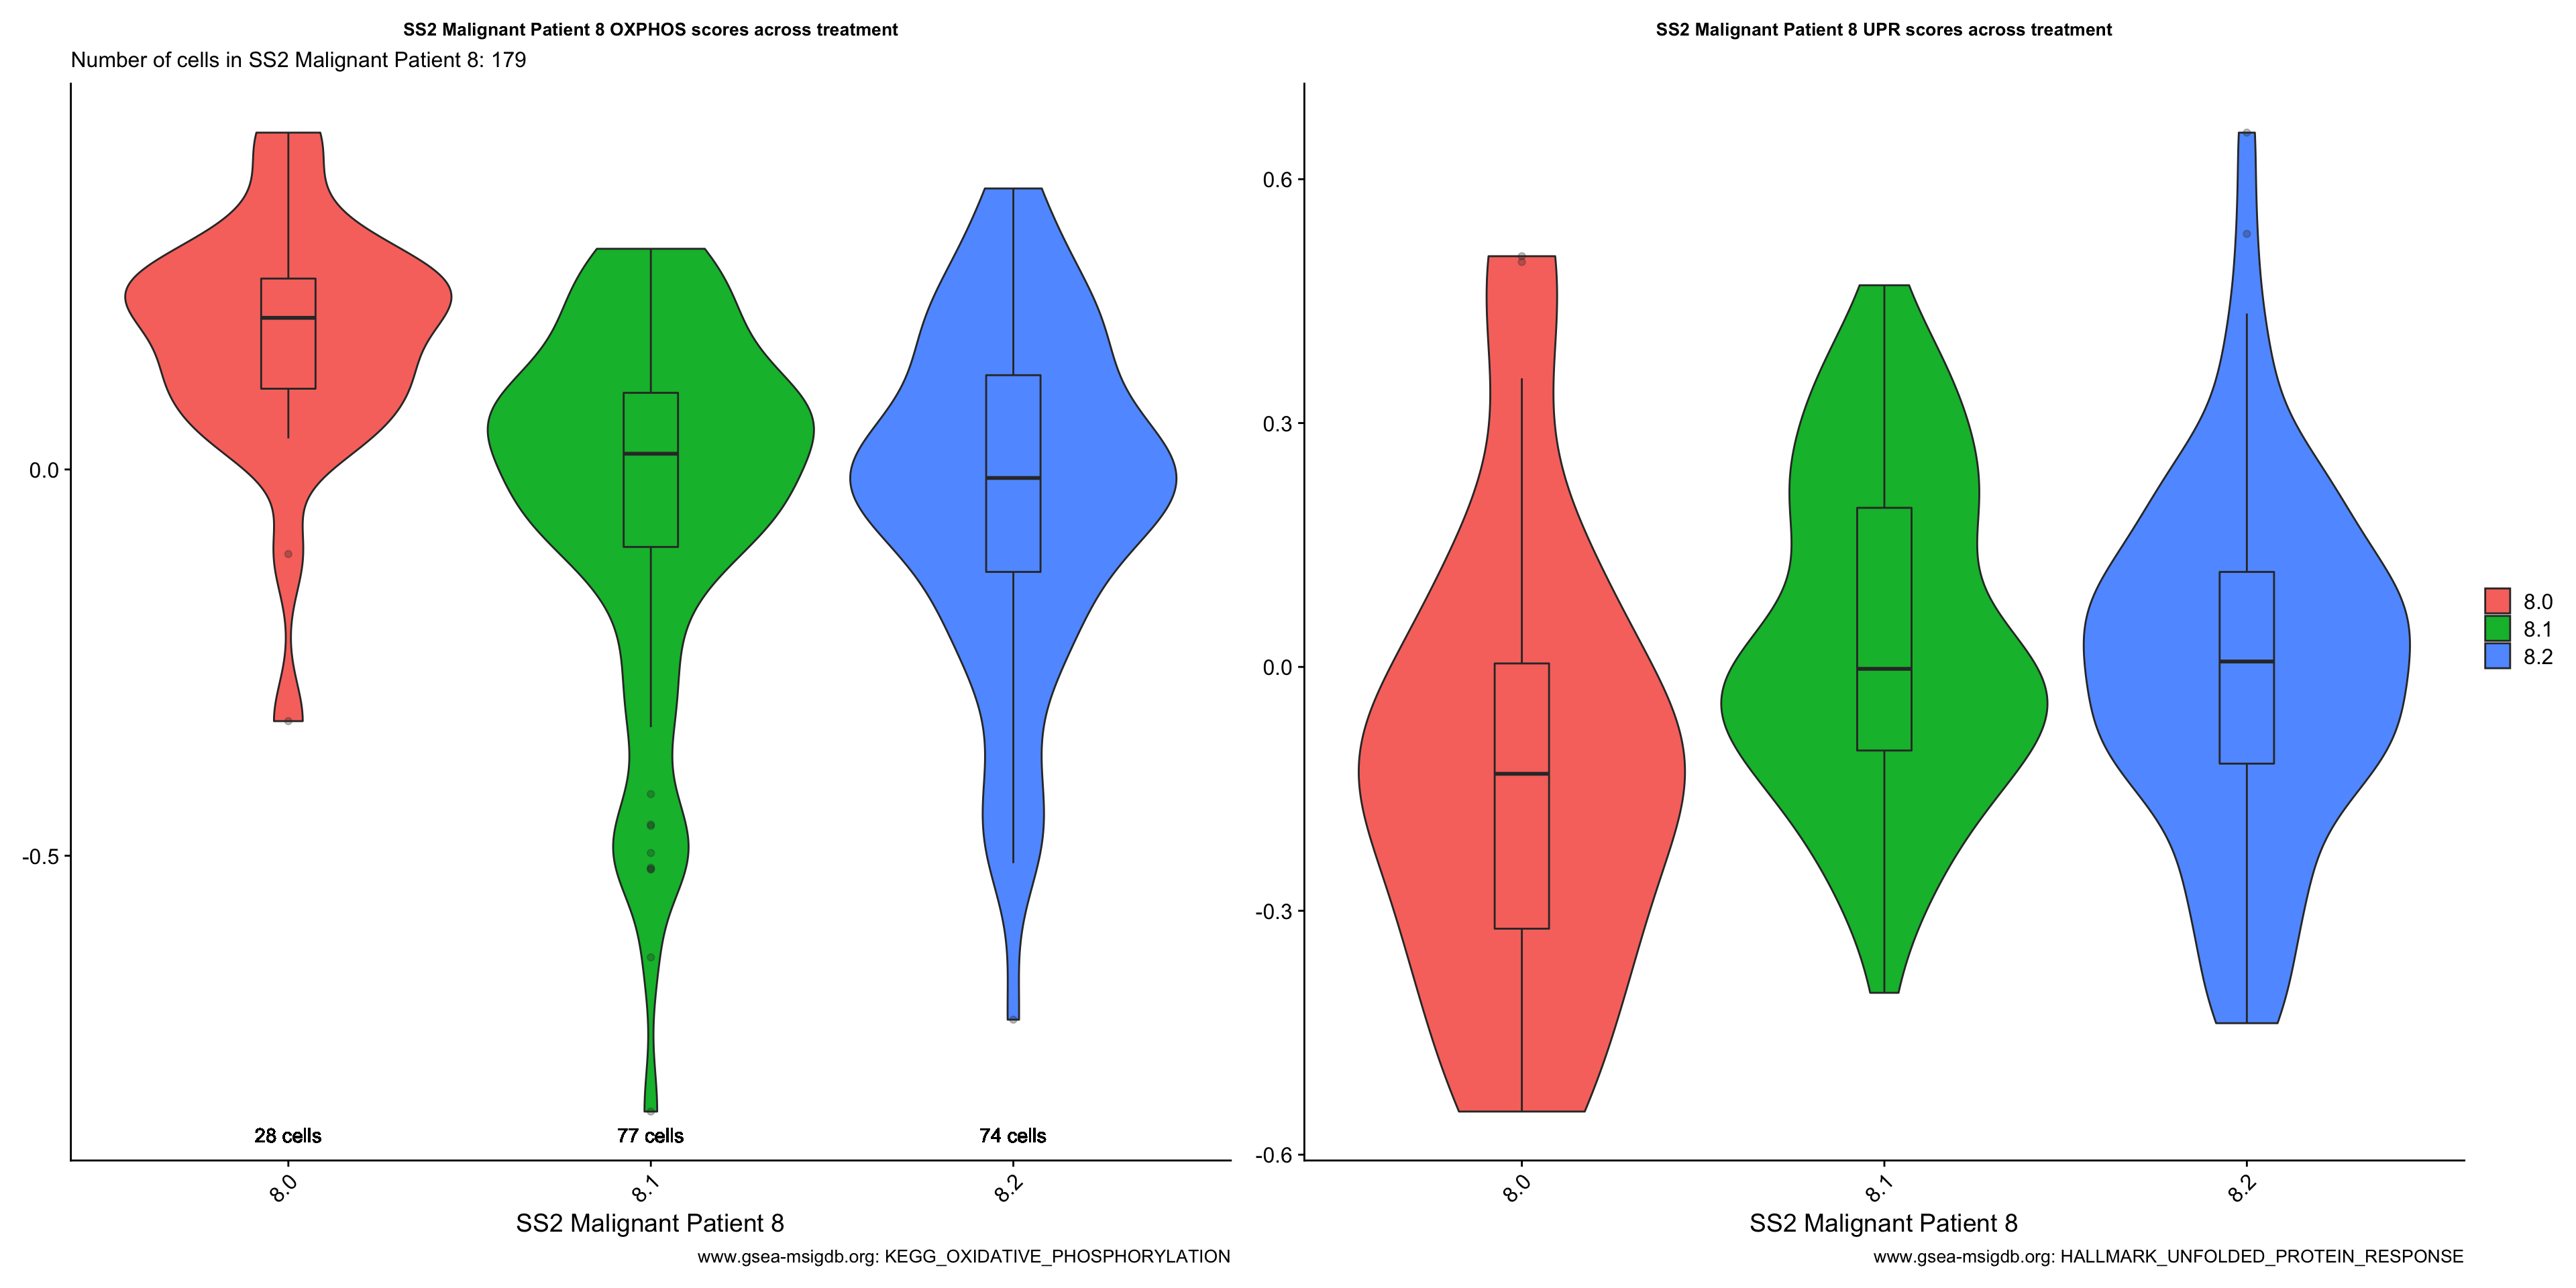 SS2 Malignant Patient 8 OXPHOS scores across treatment
Number of cells in SS2 Malignant Patient 8: 179
0.0
-0.5
28 cells
77 cells
74 cells
8.0
8.1
8.2
SS2 Malignant Patient 8
www.gsea-msigdb.org: KEGG_OXIDATIVE_PHOSPHORYLATION
SS2 Malignant Patient 8 UPR scores across treatment
0.6
0.3
0.0
-0.3
-0.6
8.0
8.1
8.2
SS2 Malignant Patient 8
www.gsea-msigdb.org: HALLMARK_UNFOLDED_PROTEIN_RESPONSE
8.0
8.1
8.2